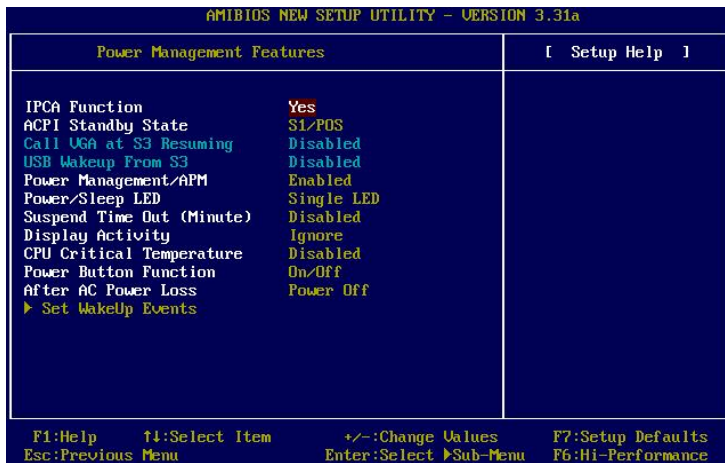 AMIBIOS NEW SETUP UTILITY - VERSION 3.31a
Power Management Features
[ Setup Help ]
IPCA Function Yes
ACPI Standby State S1/POS
Call VGA at S3 Resuming Disabled
USB Wakeup From S3 Disabled
Power Management/APM Enabled
Power/Sleep LED Single LED
Suspend Time Out (Minute) Disabled
Display Activity Ignore
CPU Critical Temperature Disabled
Power Button Function On/Off
After AC Power Loss Power Off
▶ Set WakeUp Events
F1:Help ↑↓:Select Item +/-:Change Values F7:Setup Defaults
Esc:Previous Menu Enter:Select ▶Sub-Menu F6:Hi-Performance